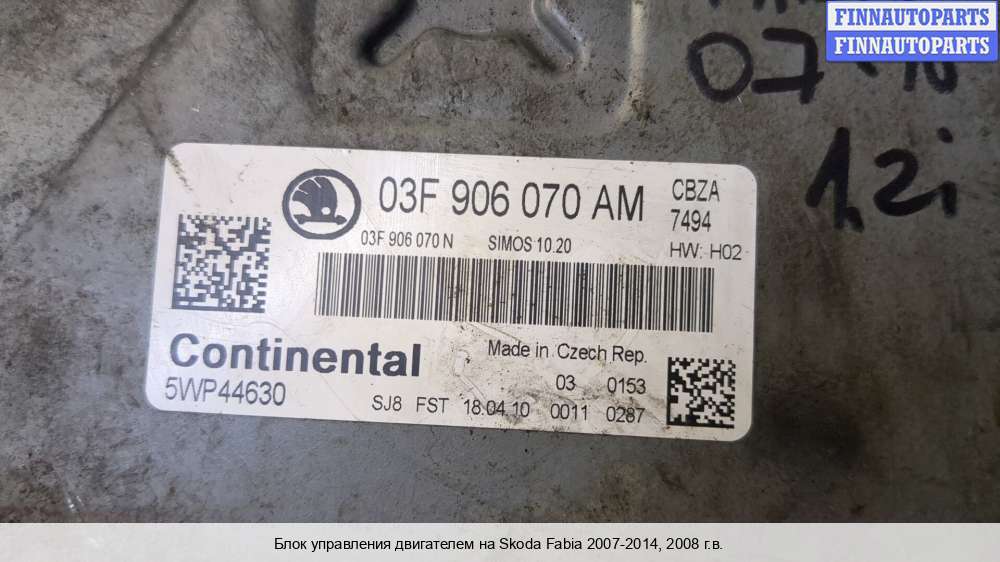 FINNAUTOPARTS
FINNAUTOPARTS
07-
1,2i
03F 906 070 AM
CBZA
7494
03F 906 070 N SIMOS 10.20
HW: H02
Continental
Made in Czech Rep.
5WP44630
03 0153
SJ8 FST 18.04.10 0011 0287
Блок управления двигателем на Skoda Fabia 2007-2014, 2008 г.в.